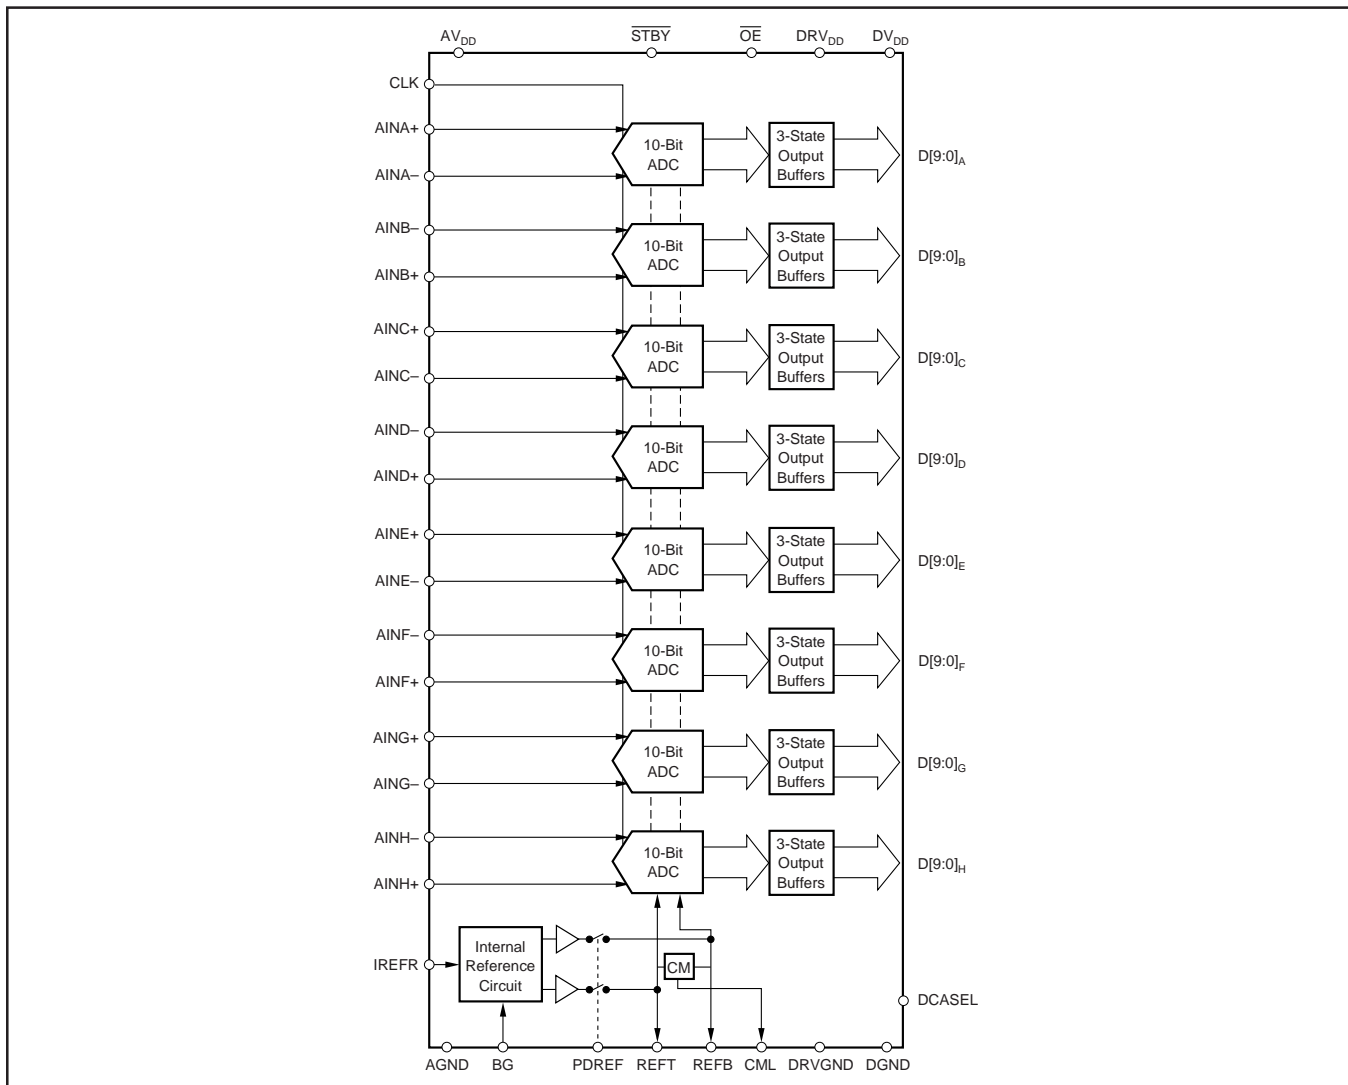 AVDD
STBY
OE
DRVDD
DVDD
CLK
AINA+
10-Bit
ADC
3-State
Output
Buffers
D[9:0]A
AINA–
AINB–
10-Bit
ADC
3-State
Output
Buffers
D[9:0]B
AINB+
AINC+
10-Bit
ADC
3-State
Output
Buffers
D[9:0]C
AINC–
AIND–
10-Bit
ADC
3-State
Output
Buffers
D[9:0]D
AIND+
AINE+
10-Bit
ADC
3-State
Output
Buffers
D[9:0]E
AINE–
AINF–
10-Bit
ADC
3-State
Output
Buffers
D[9:0]F
AINF+
AING+
10-Bit
ADC
3-State
Output
Buffers
D[9:0]G
AING–
AINH–
10-Bit
ADC
3-State
Output
Buffers
D[9:0]H
AINH+
IREFR
Internal
Reference
Circuit
CM
DCASEL
AGND
BG
PDREF
REFT
REFB
CML
DRVGND
DGND